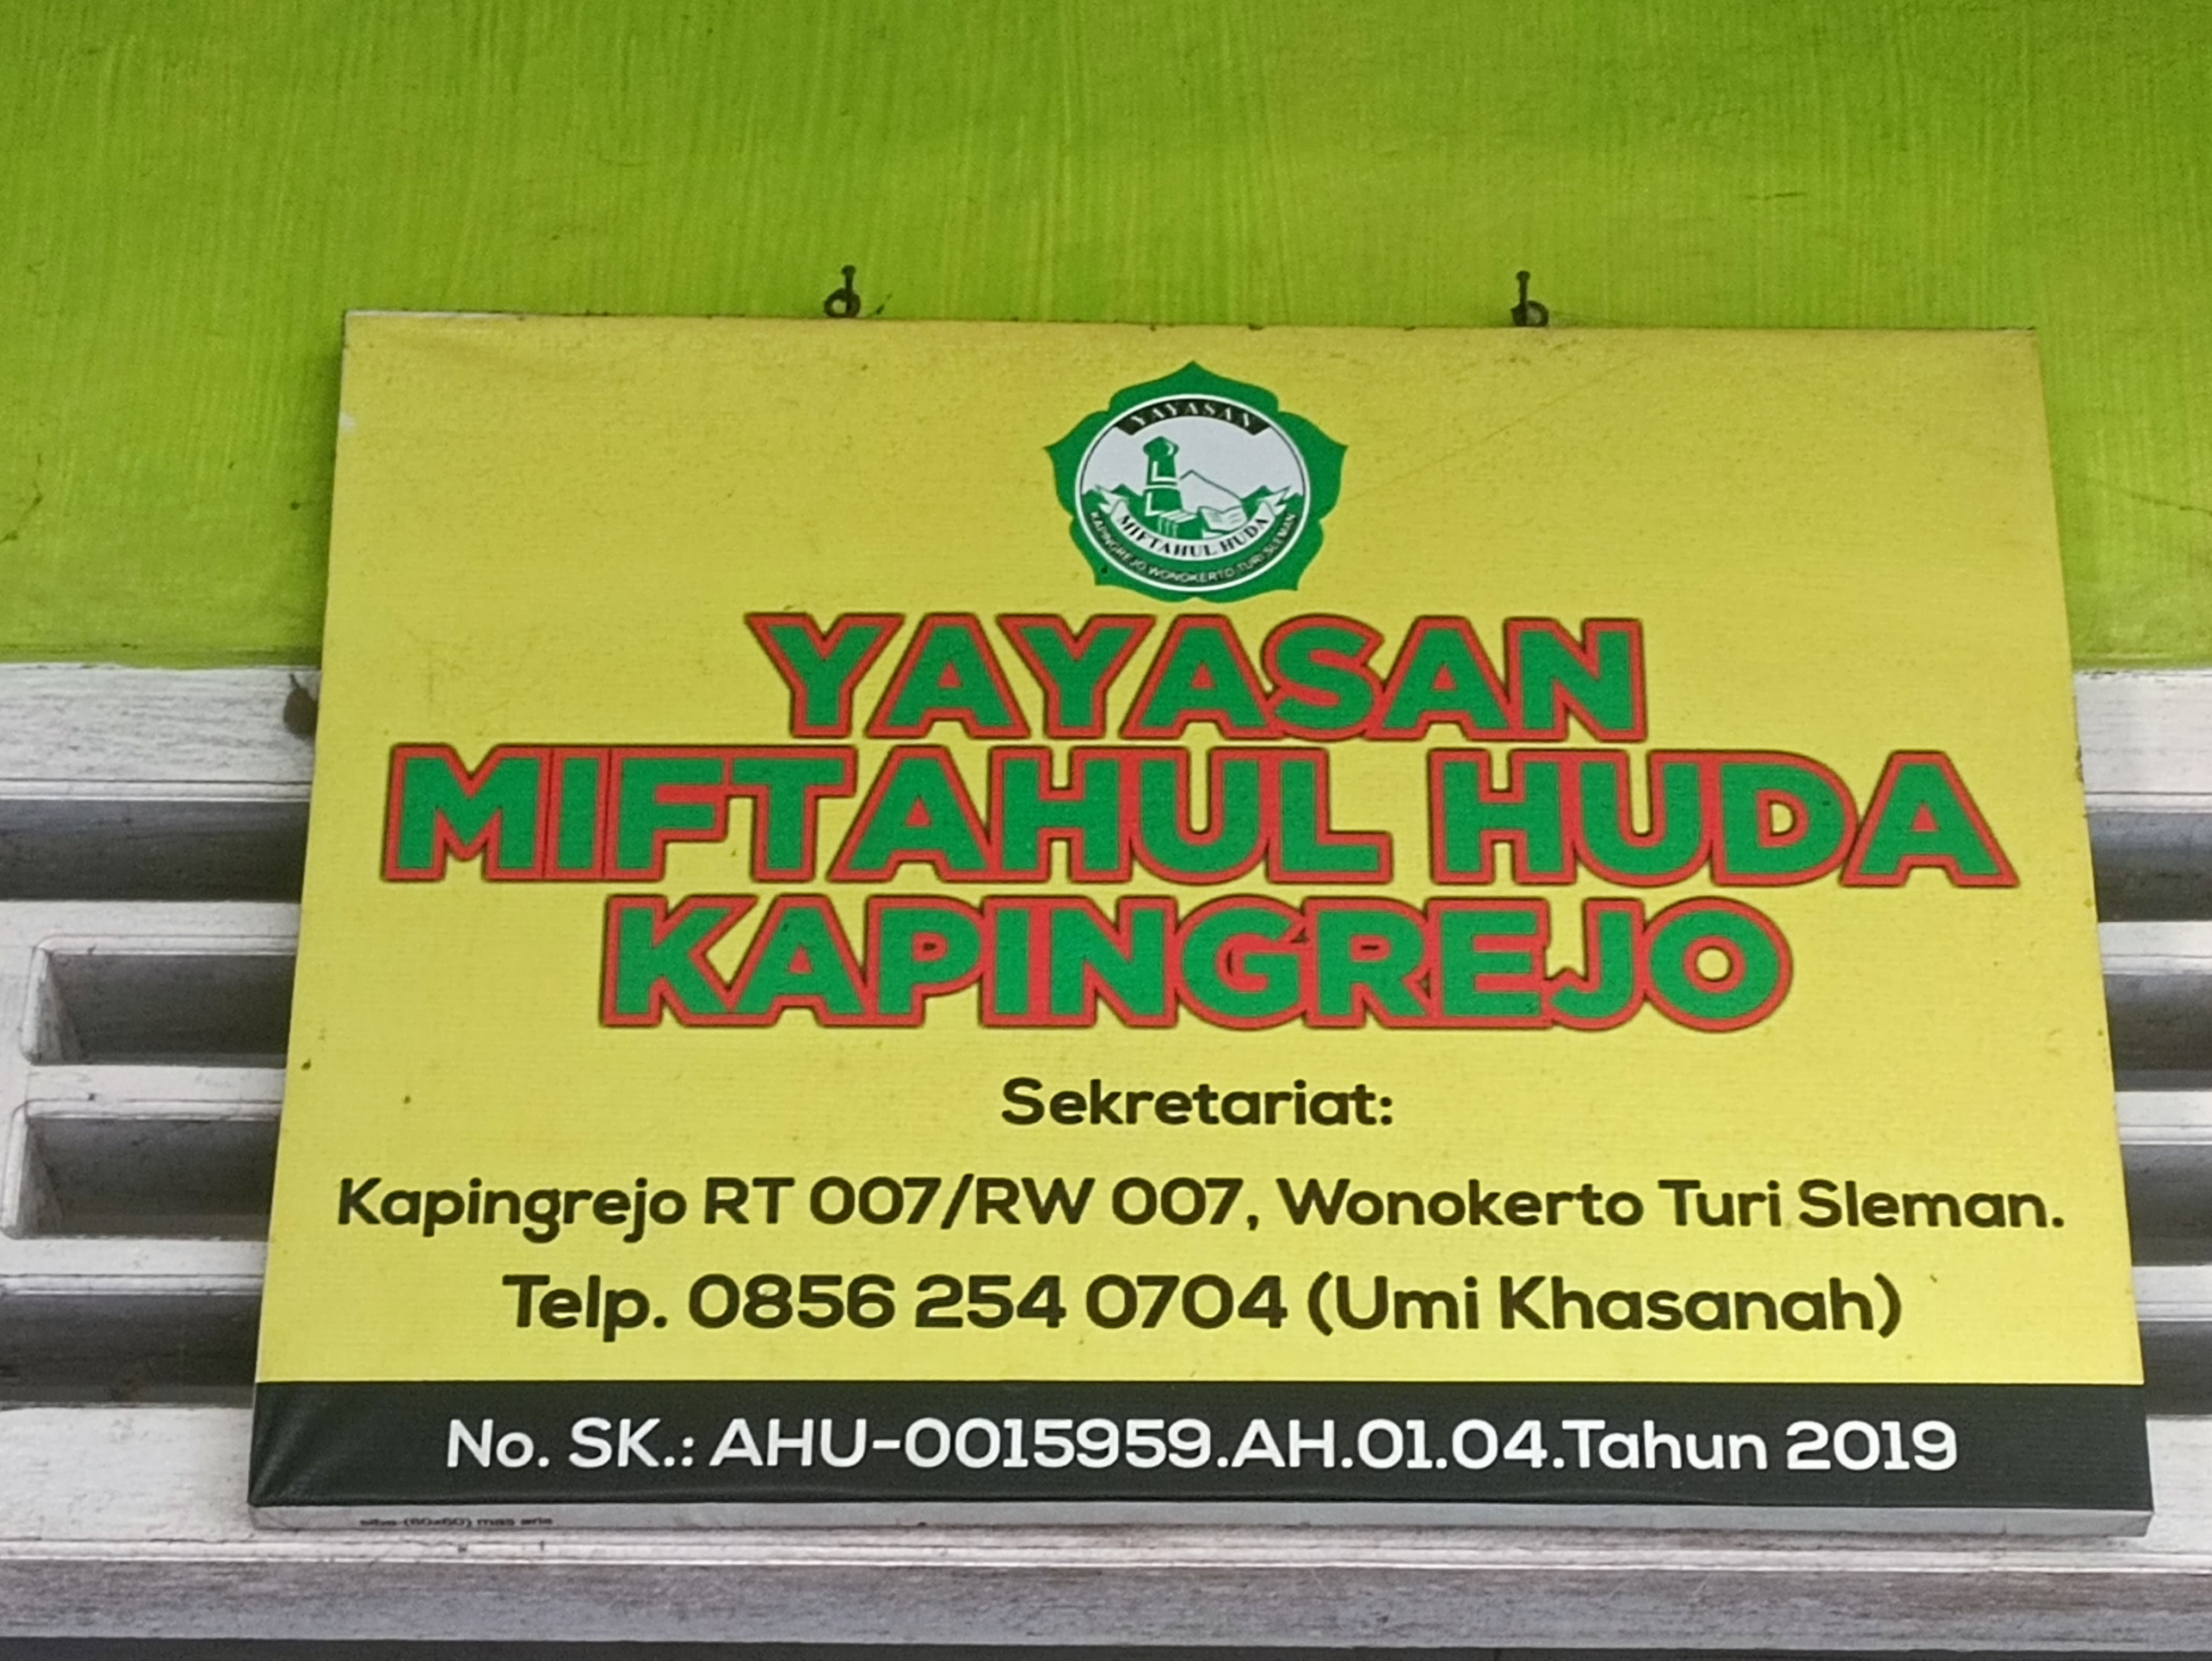 YAYASAN
MIFTAHUL HUDA
KAPINGREJO WONOKERTO TURI SLEMAN
YAYASAN
MIFTAHUL HUDA
KAPINGREJO
Sekretariat:
Kapingrejo RT 007/RW 007, Wonokerto Turi Sleman.
Telp. 0856 254 0704 (Umi Khasanah)
No. SK.: AHU-0015959.AH.01.04.Tahun 2019